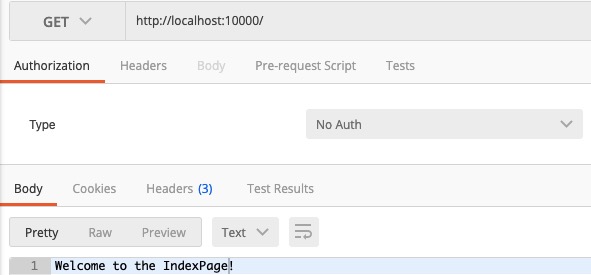 GET http://localhost:10000/
Authorization Headers Body Pre-request Script Tests
Type No Auth
Body Cookies Headers (3) Test Results
Pretty Raw Preview Text
1 Welcome to the IndexPage!